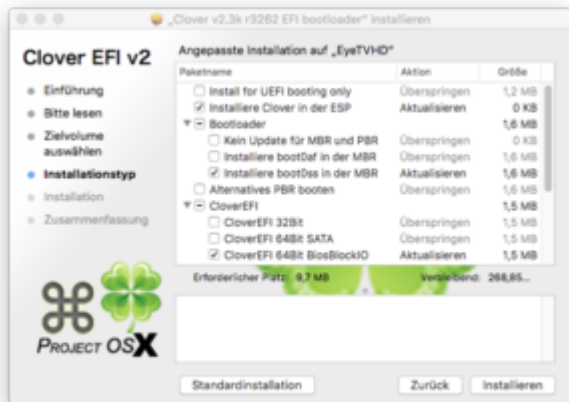 „Clover v2.3k r3262 EFI bootloader“ installieren
Clover EFI v2
Angepasste Installation auf „EyeTVHD“
Paketname Aktion Größe
Einführung
Bitte lesen
Zielvolume
auswählen
Installationstyp
Installation
Zusammenfassung
Install for UEFI booting only Überspringen 1,2 MB
Installiere Clover in der ESP Aktualisieren 0 KB
Bootloader 1,6 MB
Kein Update für MBR und PBR Überspringen 0 KB
Installiere boot0af in der MBR Überspringen 1,6 MB
Installiere boot0ss in der MBR Aktualisieren 1,6 MB
Alternatives PBR booten Überspringen 1,6 MB
CloverEFI 1,5 MB
CloverEFI 32Bit Überspringen 1,5 MB
CloverEFI 64Bit SATA Überspringen 1,5 MB
CloverEFI 64Bit BiosBlockIO Aktualisieren 1,5 MB
Erforderlicher Platz: 9,7 MB Verbleibend: 268,85...
PROJECT OSX
Standardinstallation Zurück Installieren